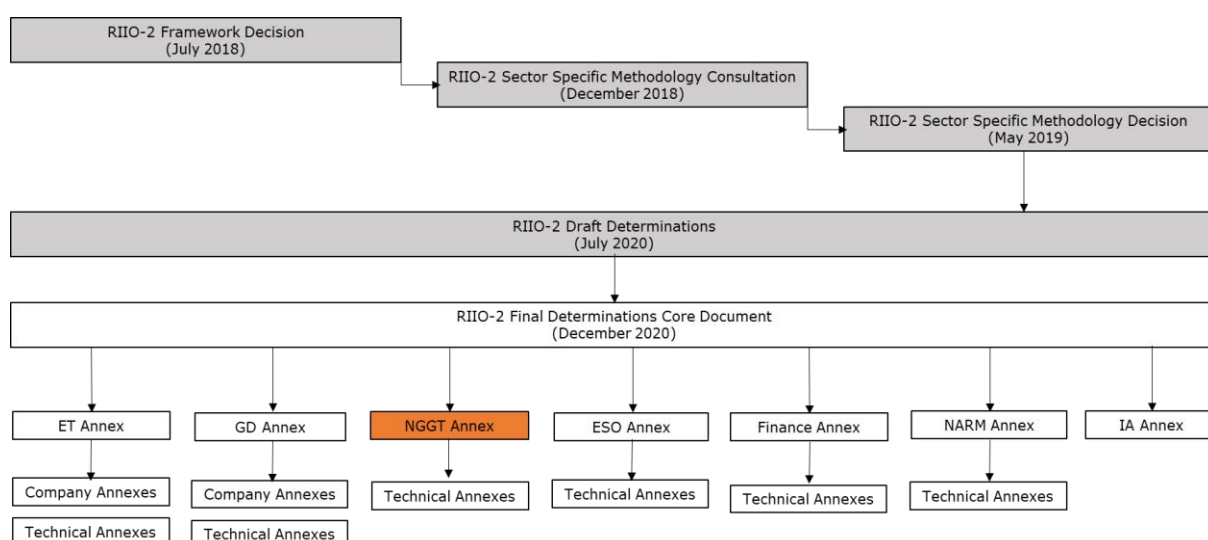 RIIO-2 Framework Decision
(July 2018)
RIIO-2 Sector Specific Methodology Consultation
(December 2018)
RIIO-2 Sector Specific Methodology Decision
(May 2019)
RIIO-2 Draft Determinations
(July 2020)
RIIO-2 Final Determinations Core Document
(December 2020)
ET Annex
GD Annex
NGGT Annex
ESO Annex
Finance Annex
NARM Annex
IA Annex
Company Annexes
Company Annexes
Technical Annexes
Technical Annexes
Technical Annexes
Technical Annexes
Technical Annexes
Technical Annexes